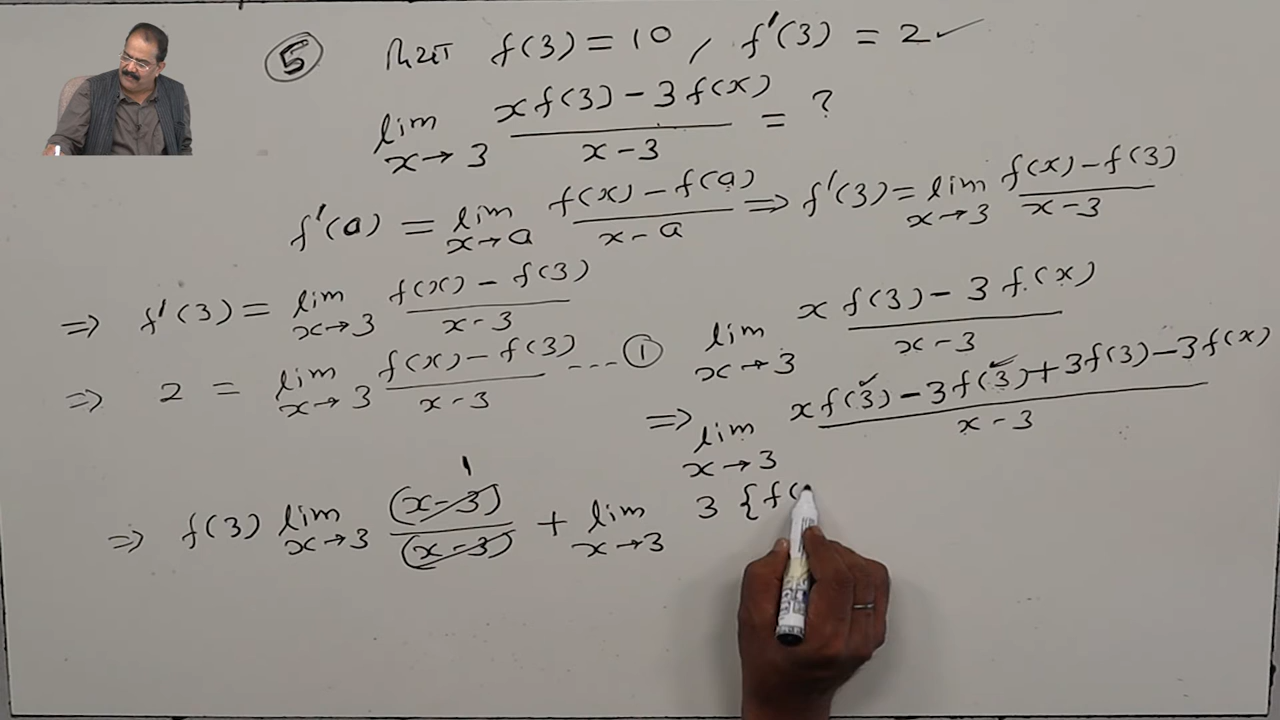 ⑤ दिया f(3) = 10 , f'(3) = 2 ✓
lim x→3 (x f(3) − 3 f(x))/(x − 3) = ?
f'(a) = lim x→a (f(x) − f(a))/(x − a) ⇒ f'(3) = lim x→3 (f(x) − f(3))/(x − 3)
⇒ f'(3) = lim x→3 (f(x) − f(3))/(x − 3)
⇒ 2 = lim x→3 (f(x) − f(3))/(x − 3) ... ①
lim x→3 (x f(3) − 3 f(x))/(x − 3)
⇒ lim x→3 (x f(3) − 3 f(3) + 3 f(3) − 3 f(x))/(x − 3)
⇒ f(3) lim x→3 (x − 3)/(x − 3) 1 + lim x→3 3 {f(